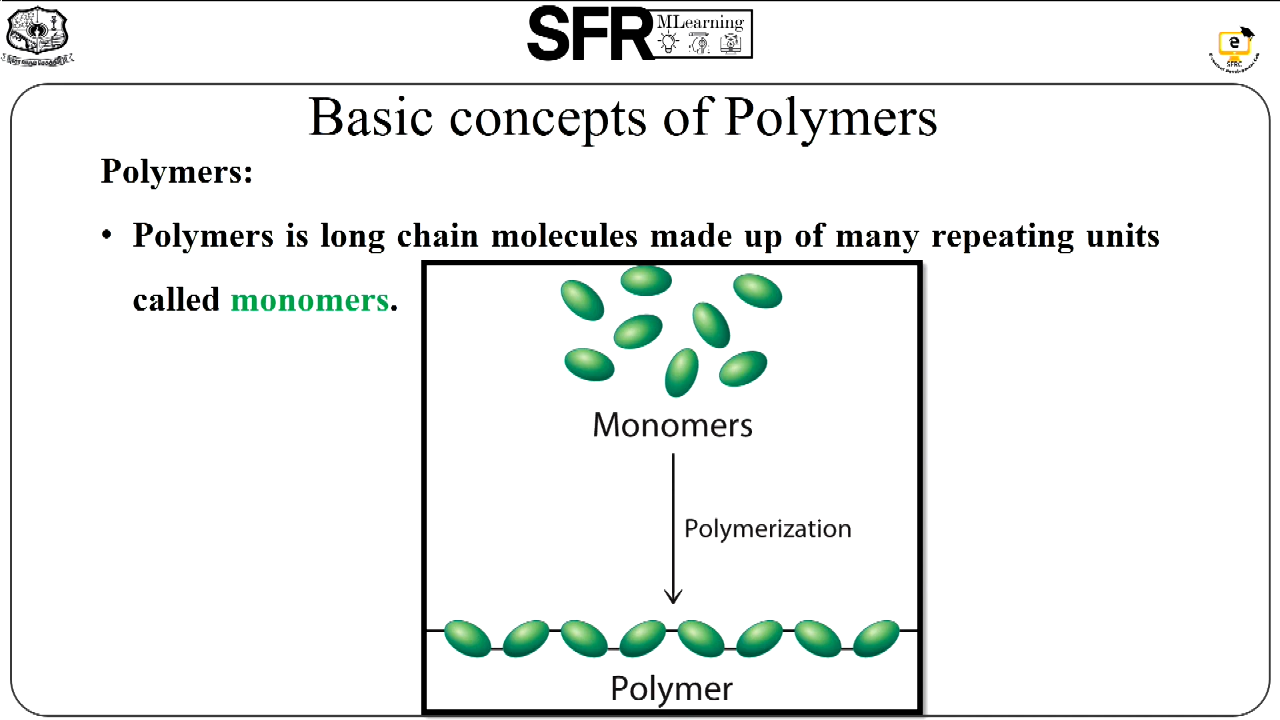 SFR MLearning
e
SFRC
Basic concepts of Polymers
Polymers:
• Polymers is long chain molecules made up of many repeating units
called monomers.
Monomers
Polymerization
Polymer